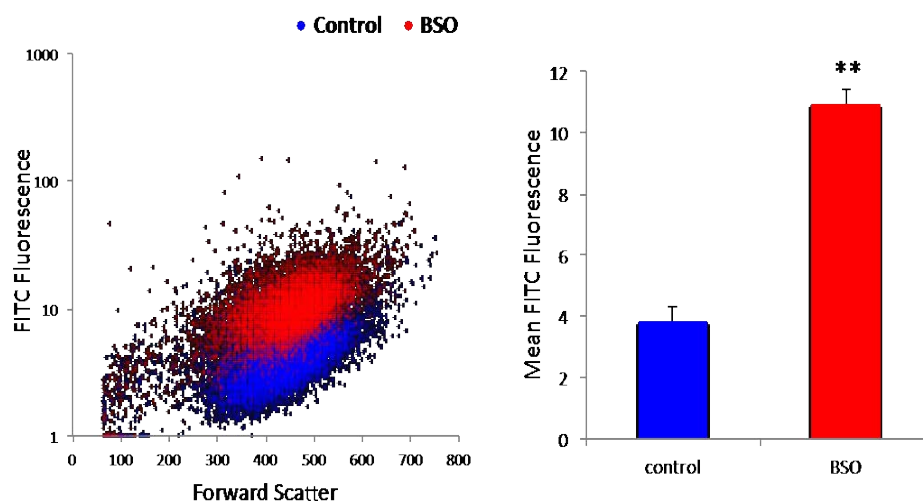 Control BSO
1000
100
10
1
FITC Fluorescence
0 100 200 300 400 500 600 700 800
Forward Scatter
12
10
8
6
4
2
0
Mean FITC Fluorescence
**
control BSO